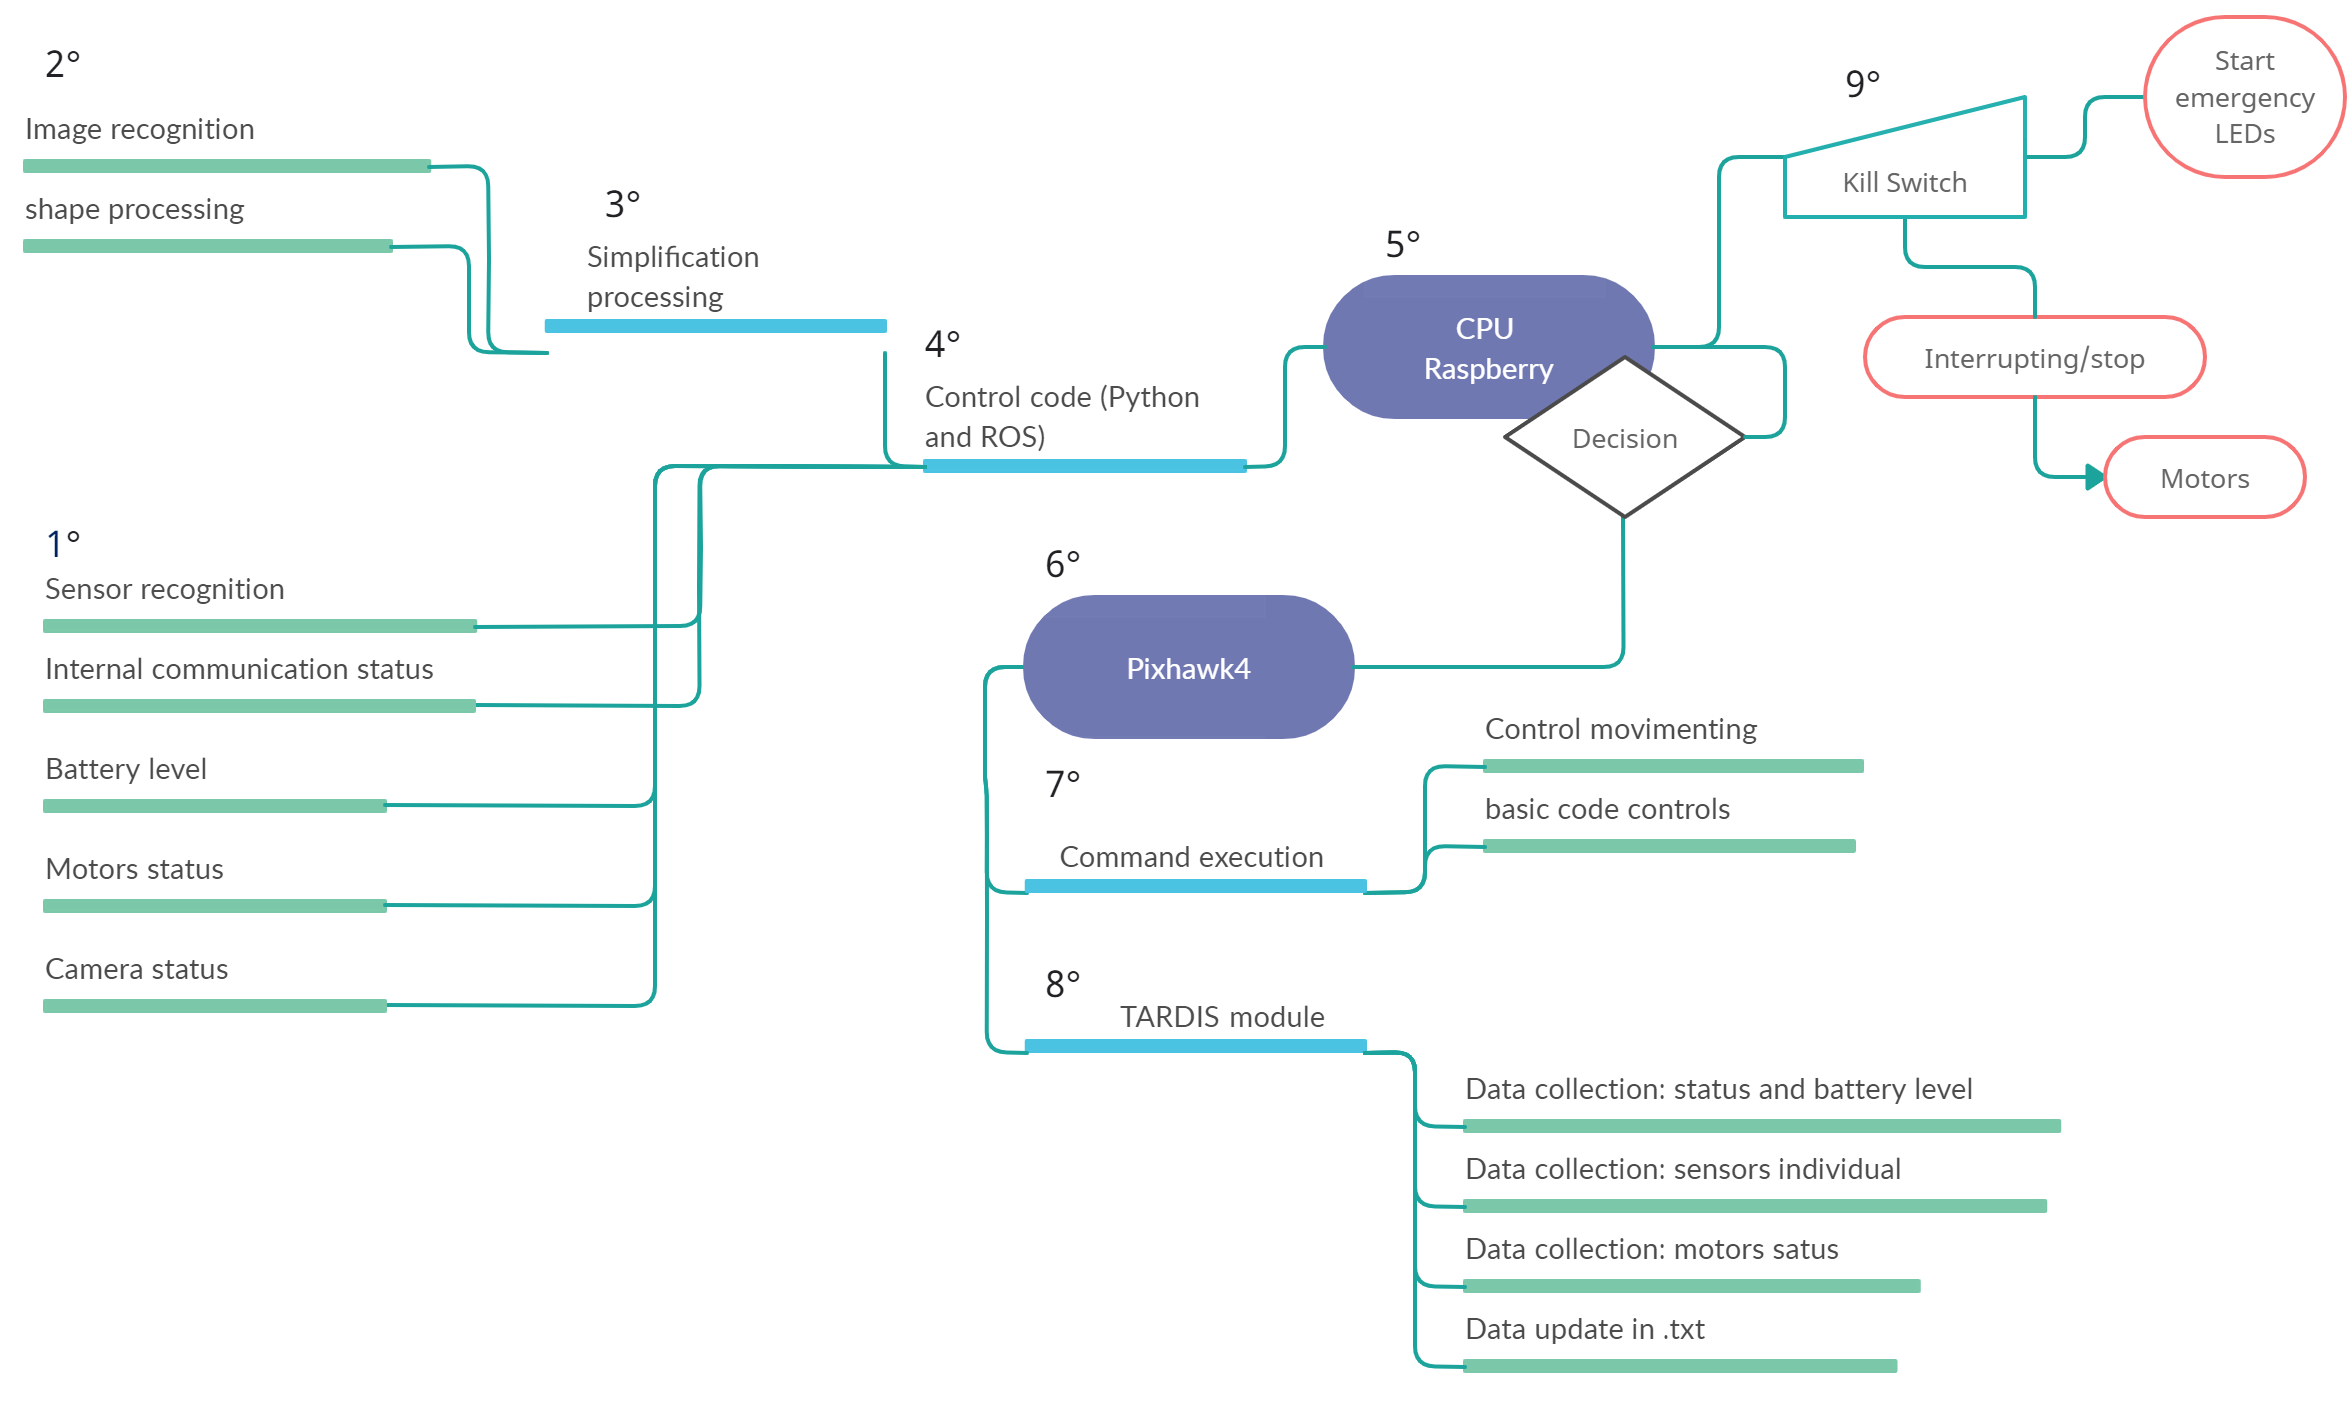 2°
Image recognition
shape processing
3°
Simplification
processing
4°
Control code (Python
and ROS)
1°
Sensor recognition
Internal communication status
Battery level
Motors status
Camera status
5°
CPU
Raspberry
Decision
9°
Kill Switch
Start
emergency
LEDs
Interrupting/stop
Motors
6°
Pixhawk4
7°
Command execution
Control movimenting
basic code controls
8°
TARDIS module
Data collection: status and battery level
Data collection: sensors individual
Data collection: motors satus
Data update in .txt